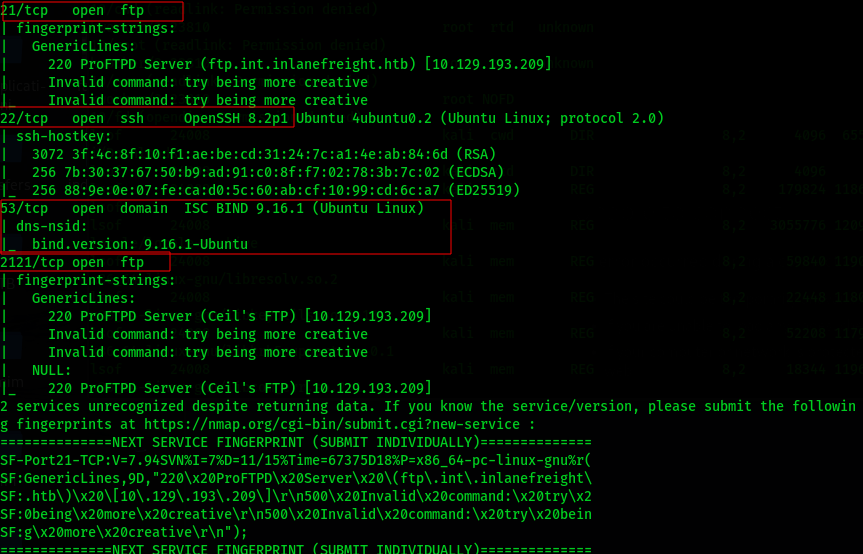 21/tcp   open  ftp
| fingerprint-strings:
|   GenericLines:
|     220 ProFTPD Server (ftp.int.inlanefreight.htb) [10.129.193.209]
|     Invalid command: try being more creative
|_    Invalid command: try being more creative
22/tcp   open  ssh     OpenSSH 8.2p1 Ubuntu 4ubuntu0.2 (Ubuntu Linux; protocol 2.0)
| ssh-hostkey:
|   3072 3f:4c:8f:10:f1:ae:be:cd:31:24:7c:a1:4e:ab:84:6d (RSA)
|   256 7b:30:37:67:50:b9:ad:91:c0:8f:f7:02:78:3b:7c:02 (ECDSA)
|_  256 88:9e:0e:07:fe:ca:d0:5c:60:ab:cf:10:99:cd:6c:a7 (ED25519)
53/tcp   open  domain  ISC BIND 9.16.1 (Ubuntu Linux)
| dns-nsid:
|_  bind.version: 9.16.1-Ubuntu
2121/tcp open  ftp
| fingerprint-strings:
|   GenericLines:
|     220 ProFTPD Server (Ceil's FTP) [10.129.193.209]
|     Invalid command: try being more creative
|     Invalid command: try being more creative
|   NULL:
|_    220 ProFTPD Server (Ceil's FTP) [10.129.193.209]
2 services unrecognized despite returning data. If you know the service/version, please submit the followin
g fingerprints at https://nmap.org/cgi-bin/submit.cgi?new-service :
==============NEXT SERVICE FINGERPRINT (SUBMIT INDIVIDUALLY)==============
SF-Port21-TCP:V=7.94SVN%I=7%D=11/15%Time=67375D18%P=x86_64-pc-linux-gnu%r(
SF:GenericLines,9D,"220\x20ProFTPD\x20Server\x20\(ftp\.int\.inlanefreight\
SF:.htb\)\x20\[10\.129\.193\.209\]\r\n500\x20Invalid\x20command:\x20try\x2
SF:0being\x20more\x20creative\r\n500\x20Invalid\x20command:\x20try\x20bein
SF:g\x20more\x20creative\r\n");
==============NEXT SERVICE FINGERPRINT (SUBMIT INDIVIDUALLY)==============